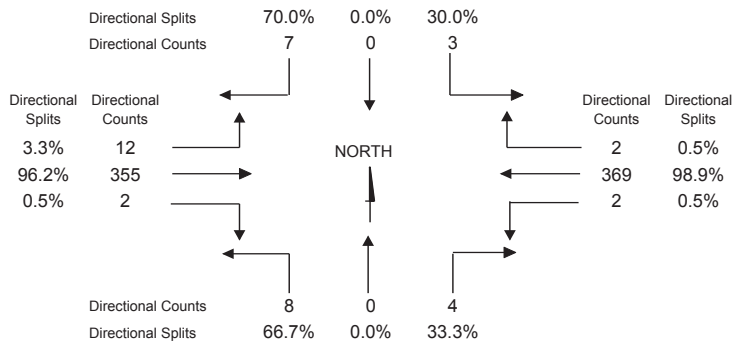 Directional Splits 70.0% 0.0% 30.0%
Directional Counts 7 0 3
Directional Directional Directional Directional
Splits Counts Counts Splits
3.3% 12 2 0.5%
NORTH
96.2% 355 369 98.9%
0.5% 2 2 0.5%
Directional Counts 8 0 4
Directional Splits 66.7% 0.0% 33.3%